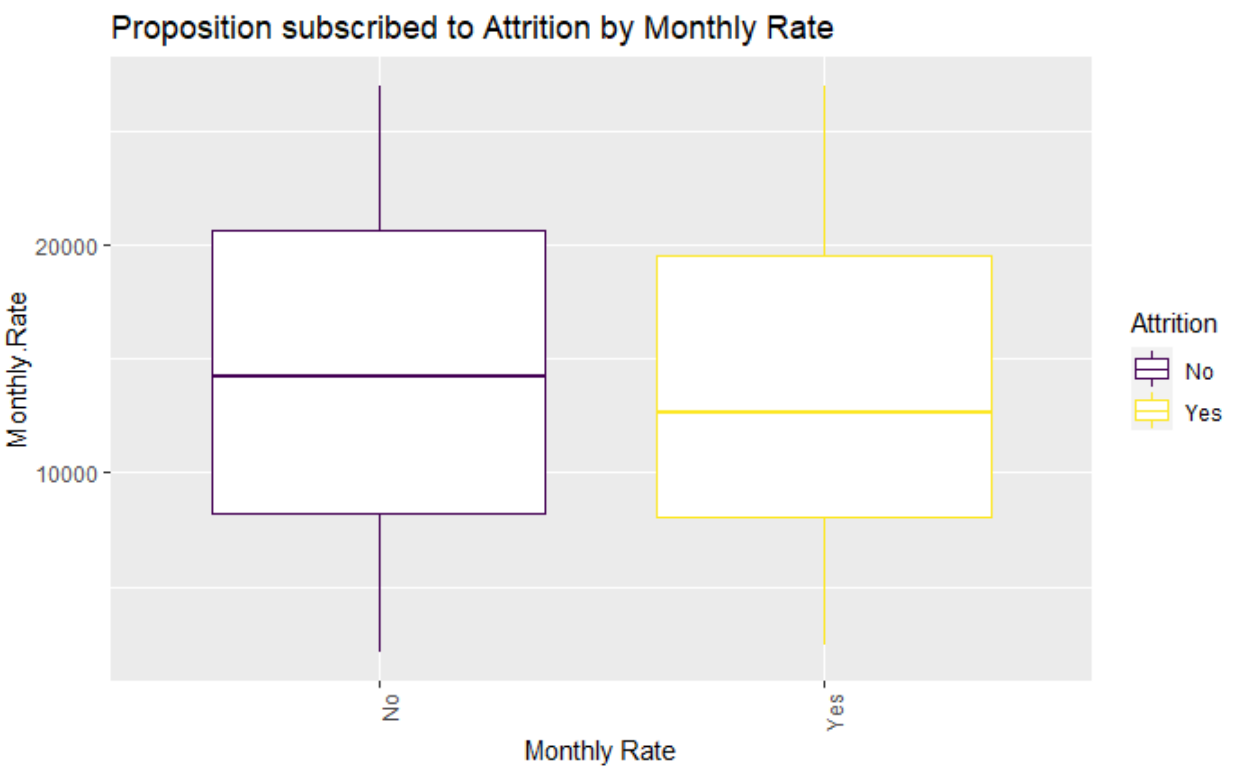 Proposition subscribed to Attrition by Monthly Rate
Monthly.Rate
20000
10000
No
Yes
Monthly Rate
Attrition
No
Yes